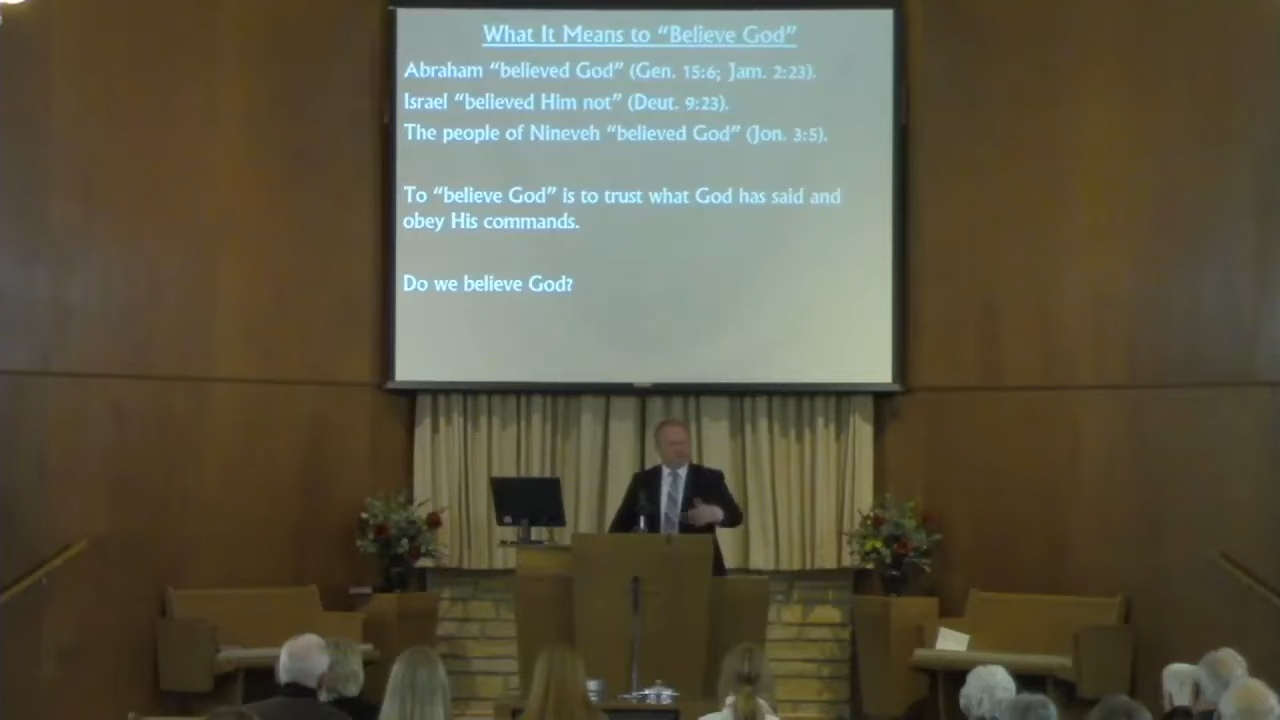 What It Means to “Believe God”
Abraham “believed God” (Gen. 15:6; Jam. 2:23).
Israel “believed Him not” (Deut. 9:23).
The people of Nineveh “believed God” (Jon. 3:5).
To “believe God” is to trust what God has said and
obey His commands.
Do we believe God?